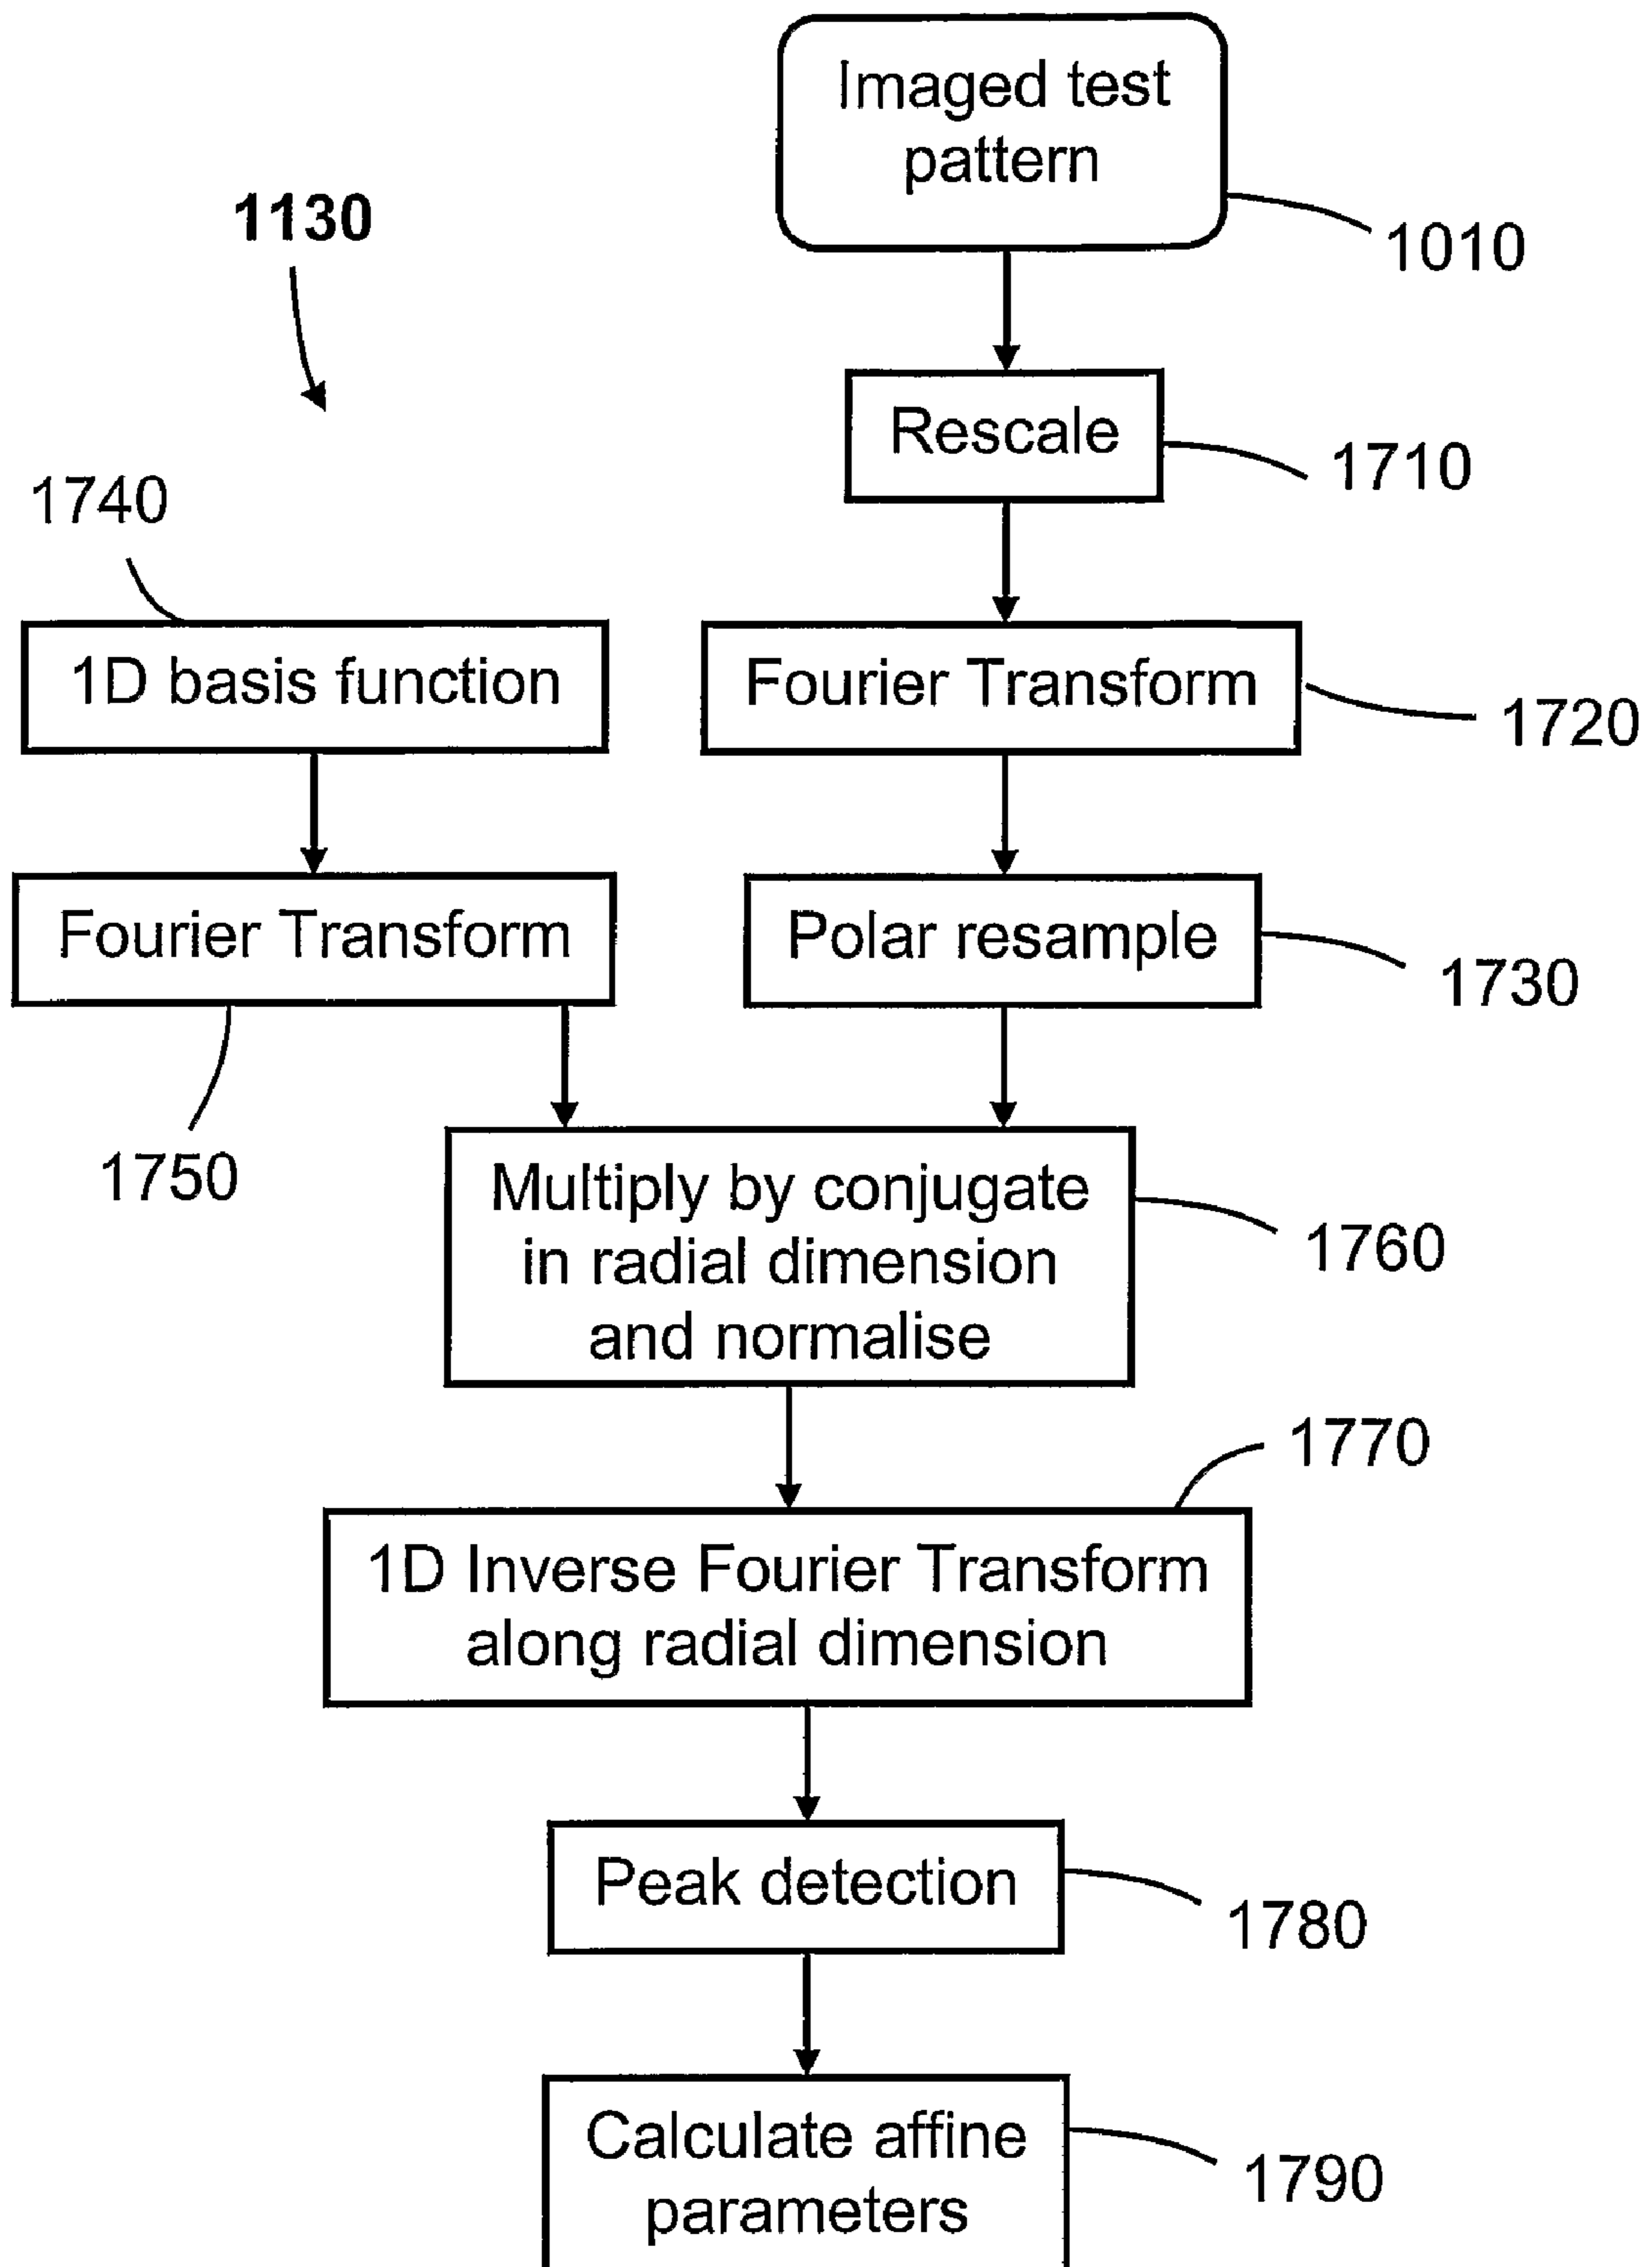 Imaged test
pattern
1130
1010
Rescale
1710
1740
1D basis function
Fourier Transform
1720
Fourier Transform
Polar resample
1730
1750
Multiply by conjugate
in radial dimension
and normalise
1760
1770
1D Inverse Fourier Transform
along radial dimension
Peak detection
1780
Calculate affine
parameters
1790